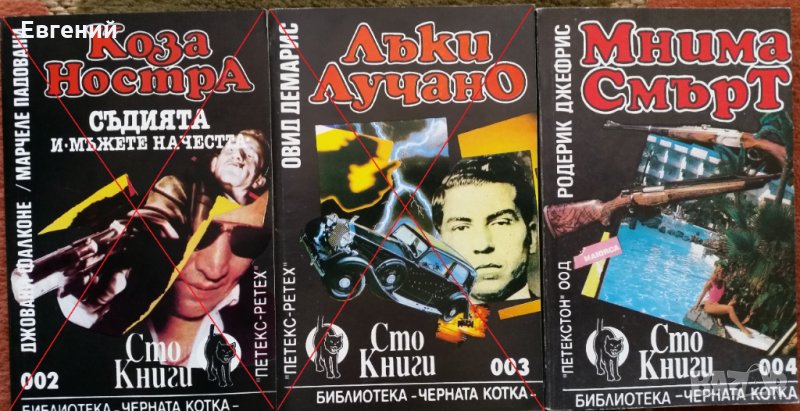 Евгений
Коза
Ностра
СЪДИЯТА
И·МЪЖЕТЕ НА ЧЕСТТА
ДЖОВАНИ ФАЛКОНЕ / МАРЧЕЛЕ ПАДОВАНИ
Сто
Книги
002
"ПЕТЕКС-РЕТЕХ"
БИБЛИОТЕКА -ЧЕРНАТА КОТКА-
Лъки
Лучано
ОВИД ДЕМАРИС
Сто
Книги
003
"ПЕТЕКС-РЕТЕХ"
БИБЛИОТЕКА -ЧЕРНАТА КОТКА-
Мнима
Смърт
РОДЕРИК ДЖЕФРИС
MAIORCA
Сто
Книги
004
"ПЕТЕКСТОН" ООД
БИБЛИОТЕКА -ЧЕРНАТА КОТКА-